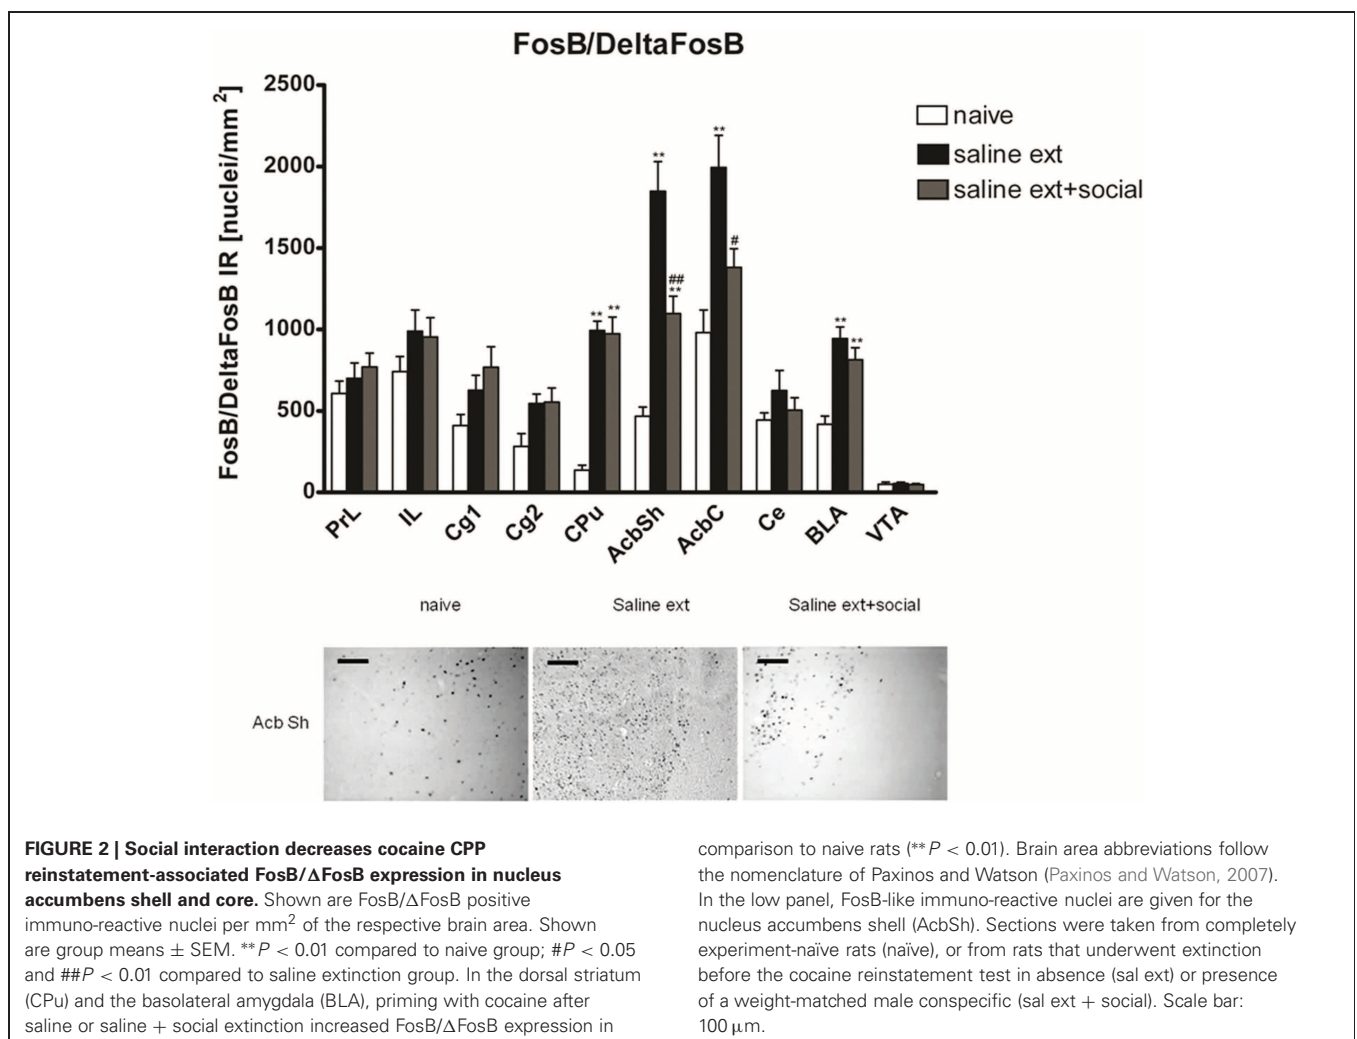 FosB/DeltaFosB
FosB/DeltaFosB IR [nuclei/mm²]
2500
2000
1500
1000
500
0
naive
saline ext
saline ext+social
**
**
##
**
**
**
#
**
**
PrL
IL
Cg1
Cg2
CPu
AcbSh
AcbC
Ce
BLA
VTA
naive
Saline ext
Saline ext+social
Acb Sh
FIGURE 2 | Social interaction decreases cocaine CPP
reinstatement-associated FosB/ΔFosB expression in nucleus
accumbens shell and core. Shown are FosB/ΔFosB positive
immuno-reactive nuclei per mm² of the respective brain area. Shown
are group means ± SEM. **P < 0.01 compared to naive group; #P < 0.05
and ##P < 0.01 compared to saline extinction group. In the dorsal striatum
(CPu) and the basolateral amygdala (BLA), priming with cocaine after
saline or saline + social extinction increased FosB/ΔFosB expression in
comparison to naive rats (**P < 0.01). Brain area abbreviations follow
the nomenclature of Paxinos and Watson (Paxinos and Watson, 2007).
In the low panel, FosB-like immuno-reactive nuclei are given for the
nucleus accumbens shell (AcbSh). Sections were taken from completely
experiment-naïve rats (naïve), or from rats that underwent extinction
before the cocaine reinstatement test in absence (sal ext) or presence
of a weight-matched male conspecific (sal ext + social). Scale bar:
100 μm.